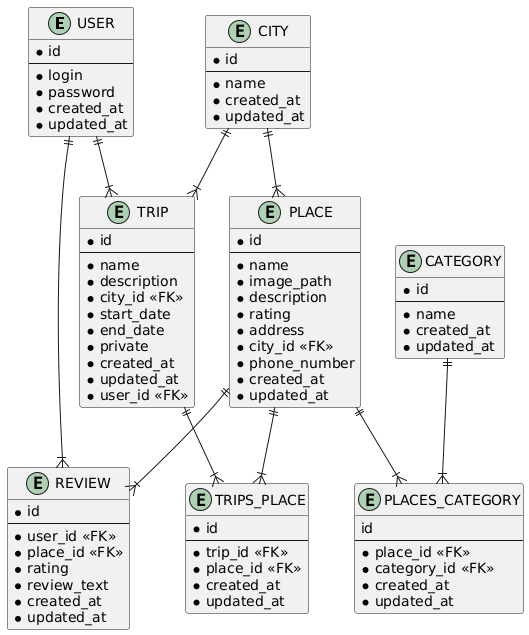 E USER
* id
* login
* password
* created_at
* updated_at
E CITY
* id
* name
* created_at
* updated_at
E TRIP
* id
* name
* description
* city_id «FK»
* start_date
* end_date
* private
* created_at
* updated_at
* user_id «FK»
E PLACE
* id
* name
* image_path
* description
* rating
* address
* city_id «FK»
* phone_number
* created_at
* updated_at
E CATEGORY
* id
* name
* created_at
* updated_at
E REVIEW
* id
* user_id «FK»
* place_id «FK»
* rating
* review_text
* created_at
* updated_at
E TRIPS_PLACE
* id
* trip_id «FK»
* place_id «FK»
* created_at
* updated_at
E PLACES_CATEGORY
id
* place_id «FK»
* category_id «FK»
* created_at
* updated_at